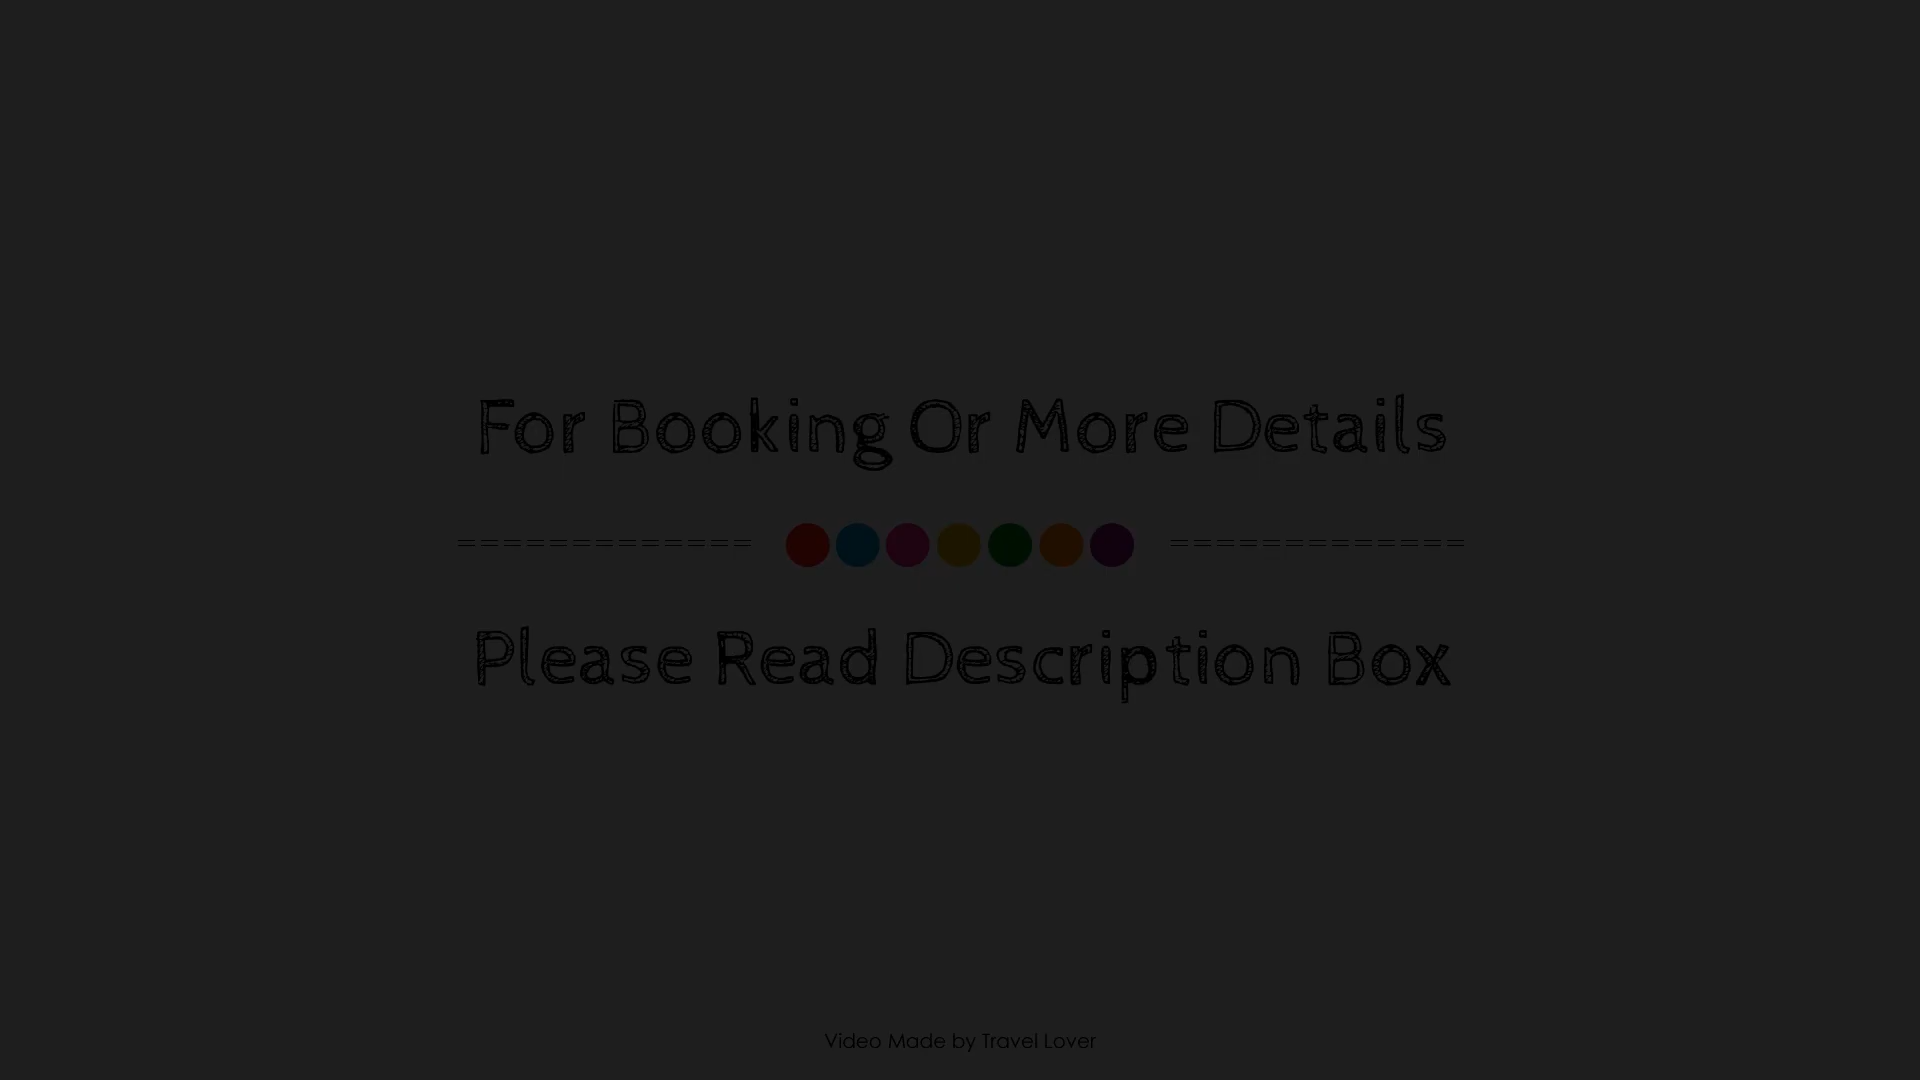 For Booking Or More Details
============= =============
Please Read Description Box
Video Made by Travel Lover